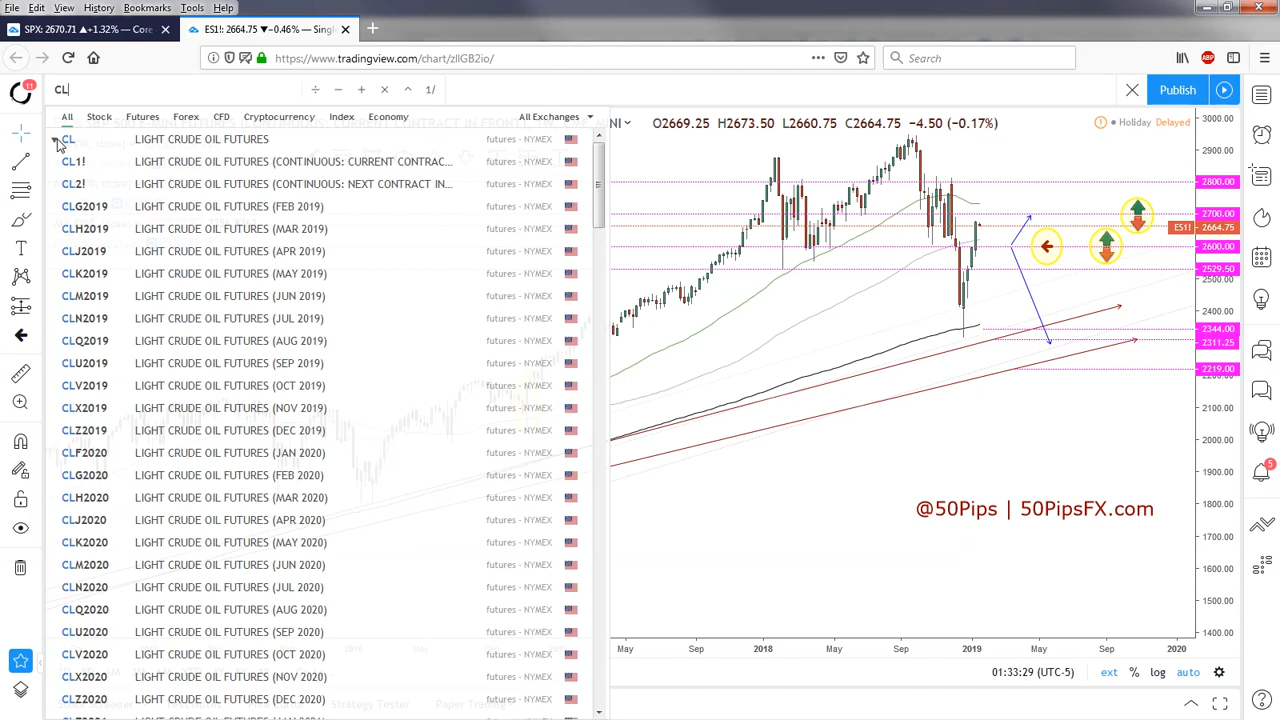 File Edit View History Bookmarks Tools Help
SPX: 2670.71 ▲+1.32% — Core
ES1!: 2664.75 ▼−0.46% — Singl
https://www.tradingview.com/chart/zllGB2io/
Search
ABP
11
CL
1/
Publish
All Stock Futures Forex CFD Cryptocurrency Index Economy All Exchanges
O2669.25 H2673.50 L2660.75 C2664.75 −4.50 (−0.17%)
Holiday Delayed
CL LIGHT CRUDE OIL FUTURES futures - NYMEX
CL1! LIGHT CRUDE OIL FUTURES (CONTINUOUS: CURRENT CONTRAC... futures - NYMEX
CL2! LIGHT CRUDE OIL FUTURES (CONTINUOUS: NEXT CONTRACT IN... futures - NYMEX
CLG2019 LIGHT CRUDE OIL FUTURES (FEB 2019) futures - NYMEX
CLH2019 LIGHT CRUDE OIL FUTURES (MAR 2019) futures - NYMEX
CLJ2019 LIGHT CRUDE OIL FUTURES (APR 2019) futures - NYMEX
CLK2019 LIGHT CRUDE OIL FUTURES (MAY 2019) futures - NYMEX
CLM2019 LIGHT CRUDE OIL FUTURES (JUN 2019) futures - NYMEX
CLN2019 LIGHT CRUDE OIL FUTURES (JUL 2019) futures - NYMEX
CLQ2019 LIGHT CRUDE OIL FUTURES (AUG 2019) futures - NYMEX
CLU2019 LIGHT CRUDE OIL FUTURES (SEP 2019) futures - NYMEX
CLV2019 LIGHT CRUDE OIL FUTURES (OCT 2019) futures - NYMEX
CLX2019 LIGHT CRUDE OIL FUTURES (NOV 2019) futures - NYMEX
CLZ2019 LIGHT CRUDE OIL FUTURES (DEC 2019) futures - NYMEX
CLF2020 LIGHT CRUDE OIL FUTURES (JAN 2020) futures - NYMEX
CLG2020 LIGHT CRUDE OIL FUTURES (FEB 2020) futures - NYMEX
CLH2020 LIGHT CRUDE OIL FUTURES (MAR 2020) futures - NYMEX
CLJ2020 LIGHT CRUDE OIL FUTURES (APR 2020) futures - NYMEX
CLK2020 LIGHT CRUDE OIL FUTURES (MAY 2020) futures - NYMEX
CLM2020 LIGHT CRUDE OIL FUTURES (JUN 2020) futures - NYMEX
CLN2020 LIGHT CRUDE OIL FUTURES (JUL 2020) futures - NYMEX
CLQ2020 LIGHT CRUDE OIL FUTURES (AUG 2020) futures - NYMEX
CLU2020 LIGHT CRUDE OIL FUTURES (SEP 2020) futures - NYMEX
CLV2020 LIGHT CRUDE OIL FUTURES (OCT 2020) futures - NYMEX
CLX2020 LIGHT CRUDE OIL FUTURES (NOV 2020) futures - NYMEX
CLZ2020 LIGHT CRUDE OIL FUTURES (DEC 2020) futures - NYMEX
3000.00
2900.00
2800.00
2700.00
ES1! 2664.75
2600.00
2529.50
2500.00
2400.00
2344.00
2311.25
2219.00
2100.00
2000.00
1900.00
1800.00
1700.00
1600.00
1500.00
1400.00
@50Pips | 50PipsFX.com
May Sep 2018 May Sep 2019 May Sep 2020
01:33:29 (UTC-5) ext % log auto
5
Strategy Tester
Paper Trading